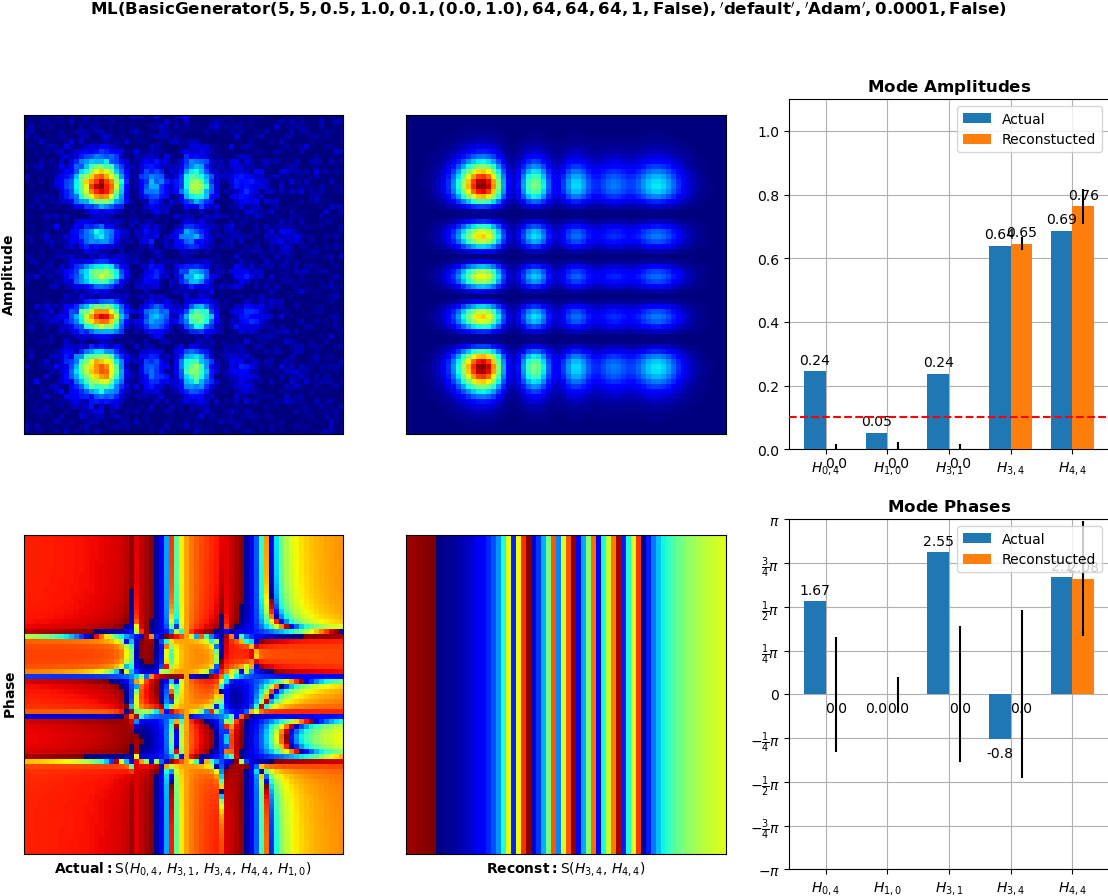 ML(BasicGenerator(5, 5, 0.5, 1.0, 0.1, (0.0, 1.0), 64, 64, 64, 1, False), 'default', 'Adam', 0.0001, False)
Amplitude
Mode Amplitudes
Actual
Reconstucted
1.0
0.8
0.6
0.4
0.2
0.0
0.24
0.0
0.05
0.0
0.24
0.0
0.64
0.65
0.69
0.76
H0,4
H1,0
H3,1
H3,4
H4,4
Phase
Actual: S(H0,4, H3,1, H3,4, H4,4, H1,0)
Reconst: S(H3,4, H4,4)
Mode Phases
Actual
Reconstucted
π
3/4π
1/2π
1/4π
0
−1/4π
−1/2π
−3/4π
−π
1.67
0.0
0.0
0.0
2.55
0.0
-0.8
0.0
H0,4
H1,0
H3,1
H3,4
H4,4